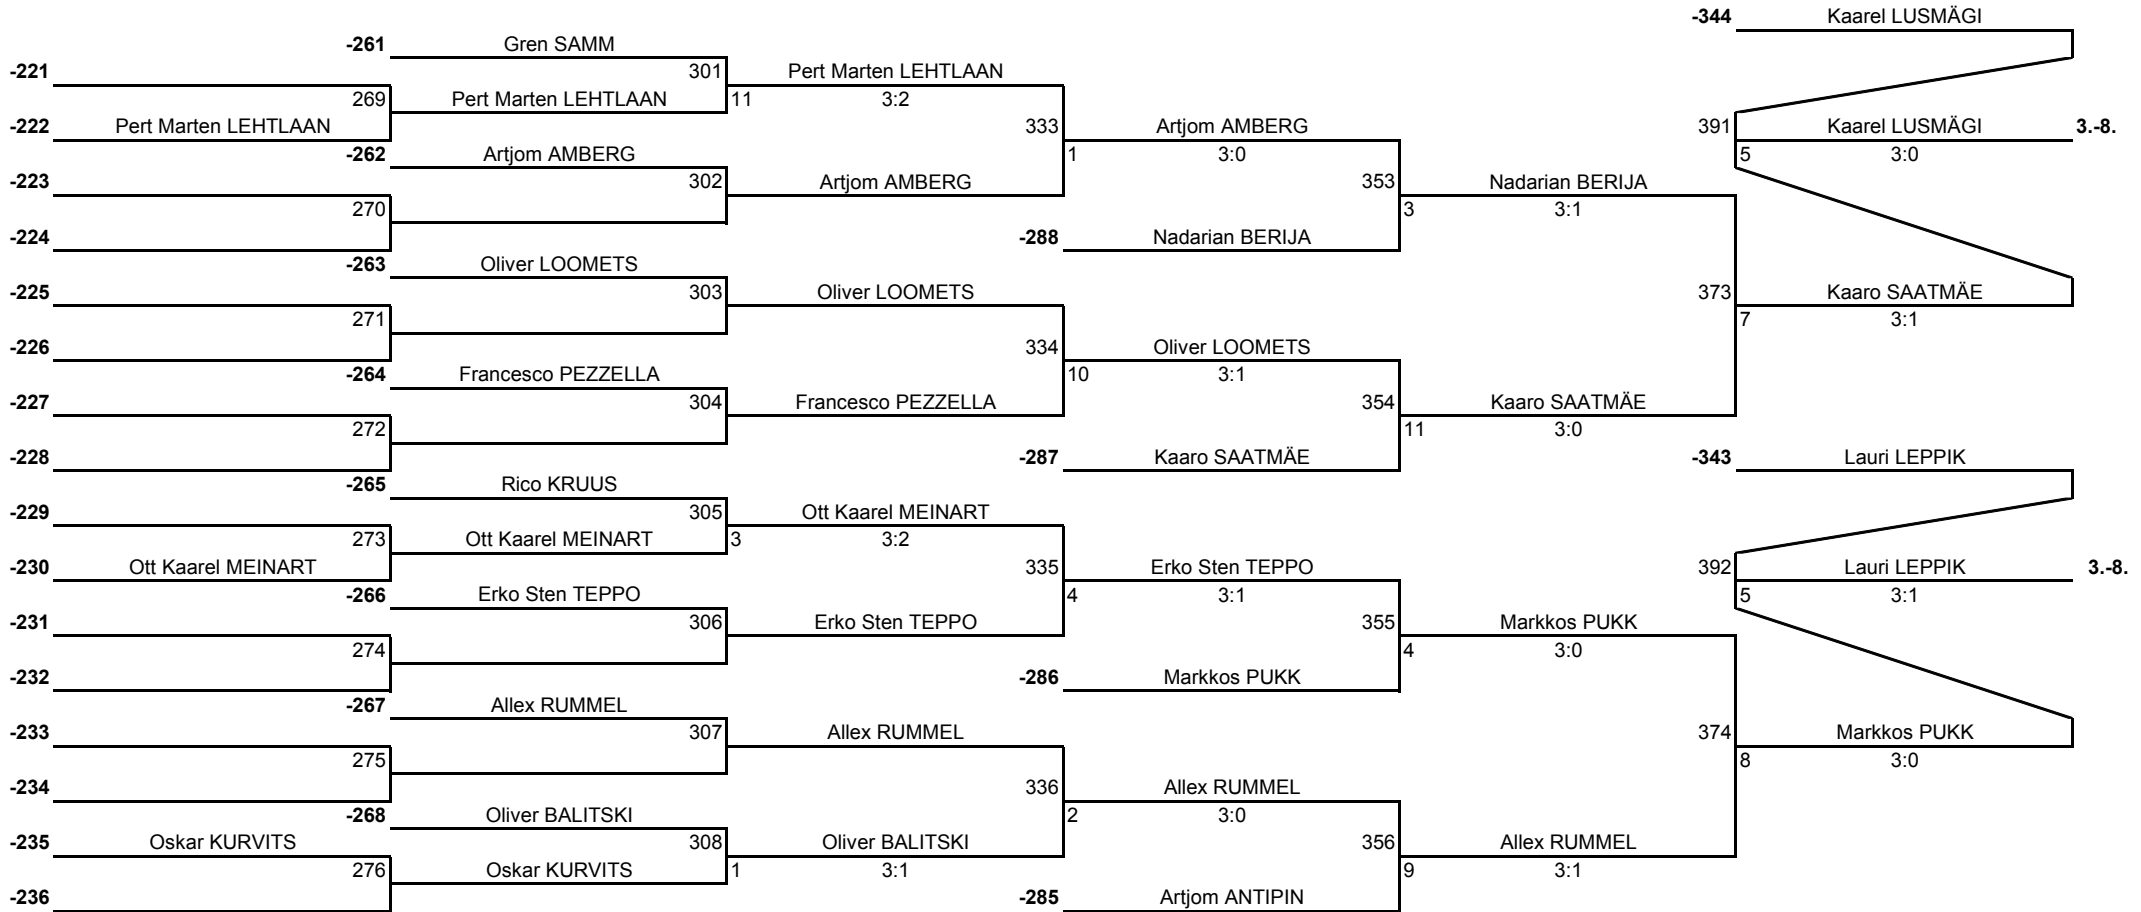 -344 Kaarel LUSMÄGI
-261 Gren SAMM
-221 301 Pert Marten LEHTLAAN
269 Pert Marten LEHTLAAN 11 3:2
-222 Pert Marten LEHTLAAN 333 Artjom AMBERG 391 Kaarel LUSMÄGI 3.-8.
-262 Artjom AMBERG 1 3:0 5 3:0
-223 302 Artjom AMBERG 353 Nadarian BERIJA
270 3 3:1
-224 -288 Nadarian BERIJA
-263 Oliver LOOMETS
-225 303 Oliver LOOMETS 373 Kaaro SAATMÄE
271 7 3:1
-226 334 Oliver LOOMETS
-264 Francesco PEZZELLA 10 3:1
-227 304 Francesco PEZZELLA 354 Kaaro SAATMÄE
272 11 3:0
-228 -287 Kaaro SAATMÄE -343 Lauri LEPPIK
-265 Rico KRUUS
-229 305 Ott Kaarel MEINART
273 Ott Kaarel MEINART 3 3:2
-230 Ott Kaarel MEINART 335 Erko Sten TEPPO 392 Lauri LEPPIK 3.-8.
-266 Erko Sten TEPPO 4 3:1 5 3:1
-231 306 Erko Sten TEPPO 355 Markkos PUKK
274 4 3:0
-232 -286 Markkos PUKK
-267 Allex RUMMEL
-233 307 Allex RUMMEL 374 Markkos PUKK
275 8 3:0
-234 336 Allex RUMMEL
-268 Oliver BALITSKI 2 3:0
-235 Oskar KURVITS 308 Oliver BALITSKI 356 Allex RUMMEL
276 Oskar KURVITS 1 3:1 9 3:1
-236 -285 Artjom ANTIPIN